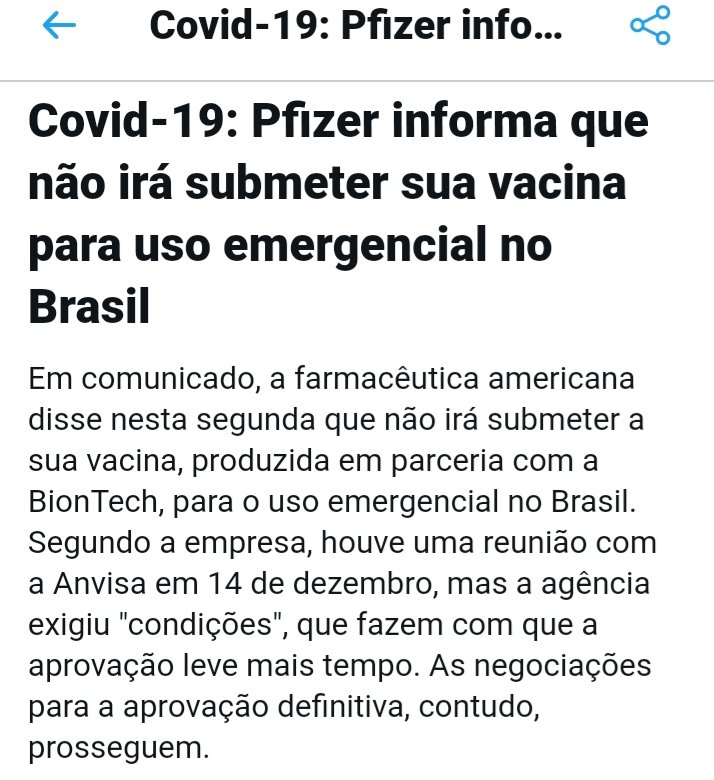 Covid-19: Pfizer info...
Covid-19: Pfizer informa que
não irá submeter sua vacina
para uso emergencial no
Brasil
Em comunicado, a farmacêutica americana
disse nesta segunda que não irá submeter a
sua vacina, produzida em parceria com a
BionTech, para o uso emergencial no Brasil.
Segundo a empresa, houve uma reunião com
a Anvisa em 14 de dezembro, mas a agência
exigiu "condições", que fazem com que a
aprovação leve mais tempo. As negociações
para a aprovação definitiva, contudo,
prosseguem.